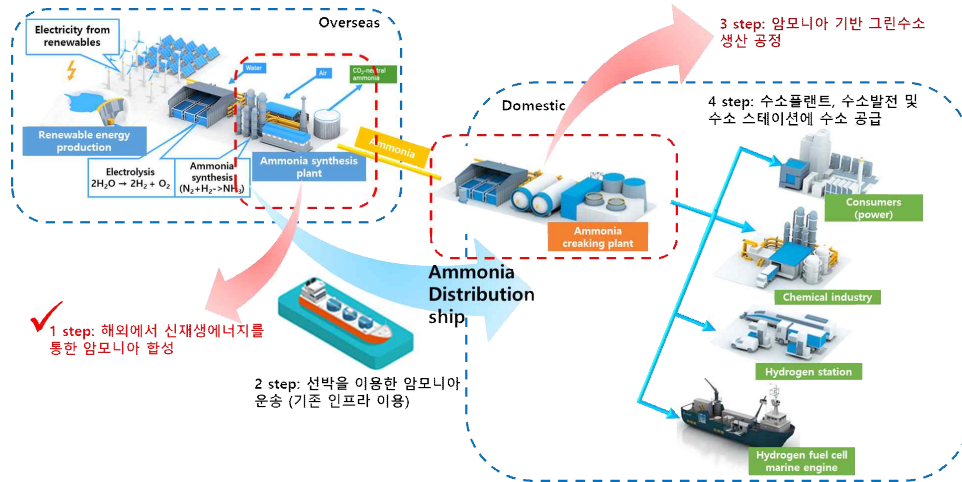 Overseas
Electricity from
renewables
Water
Air
CO₂-neutral
ammonia
Renewable energy
production
Electrolysis
2H₂O → 2H₂ + O₂
Ammonia
synthesis
(N₂+H₂->NH₃)
Ammonia synthesis
plant
Ammonia
1 step: 해외에서 신재생에너지를
통한 암모니아 합성
Ammonia
Distribution
ship
2 step: 선박을 이용한 암모니아
운송 (기존 인프라 이용)
3 step: 암모니아 기반 그린수소
생산 공정
Domestic
Ammonia
creaking plant
4 step: 수소플랜트, 수소발전 및
수소 스테이션에 수소 공급
Consumers
(power)
Chemical industry
Hydrogen station
Hydrogen fuel cell
marine engine